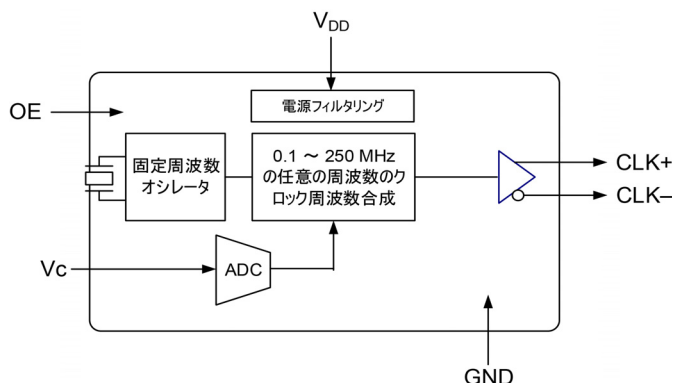 V_DD
OE
電源フィルタリング
固定周波数
オシレータ
0.1 ～ 250 MHz
の任意の周波数のク
ロック周波数合成
CLK+
CLK–
Vc
ADC
GND